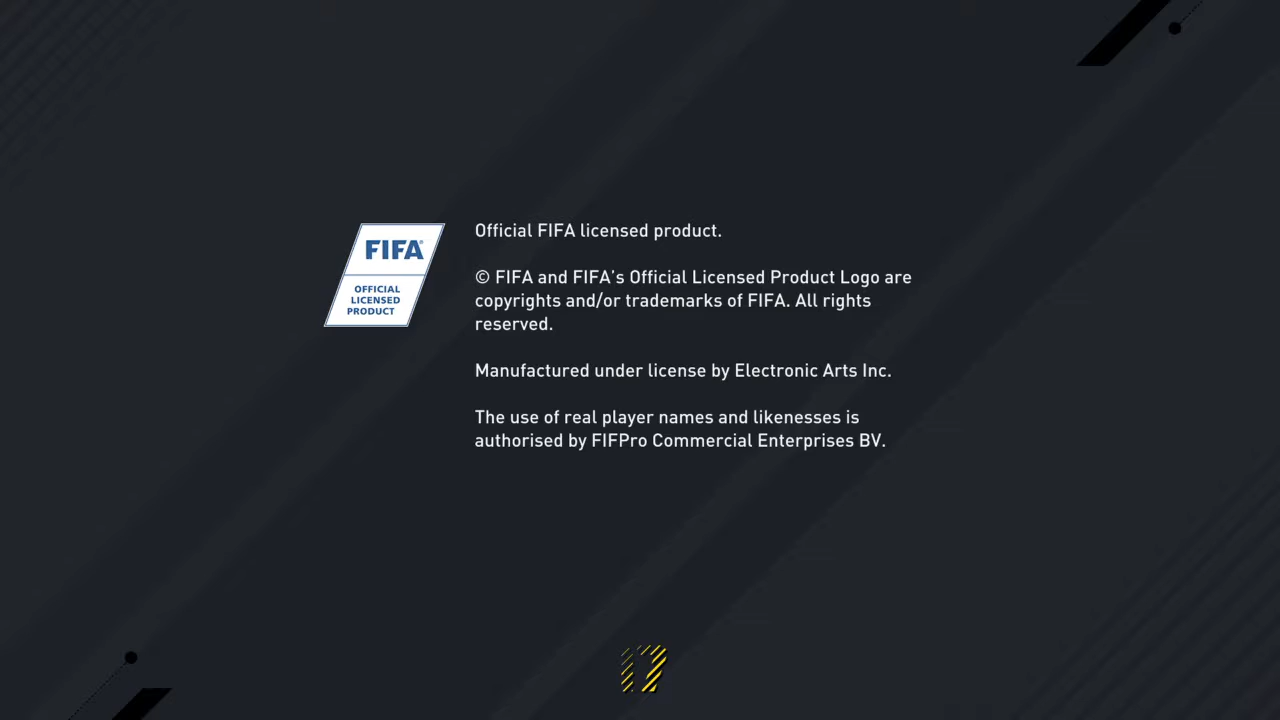 FIFA®
OFFICIAL
LICENSED
PRODUCT
Official FIFA licensed product.
© FIFA and FIFA's Official Licensed Product Logo are
copyrights and/or trademarks of FIFA. All rights
reserved.
Manufactured under license by Electronic Arts Inc.
The use of real player names and likenesses is
authorised by FIFPro Commercial Enterprises BV.
17